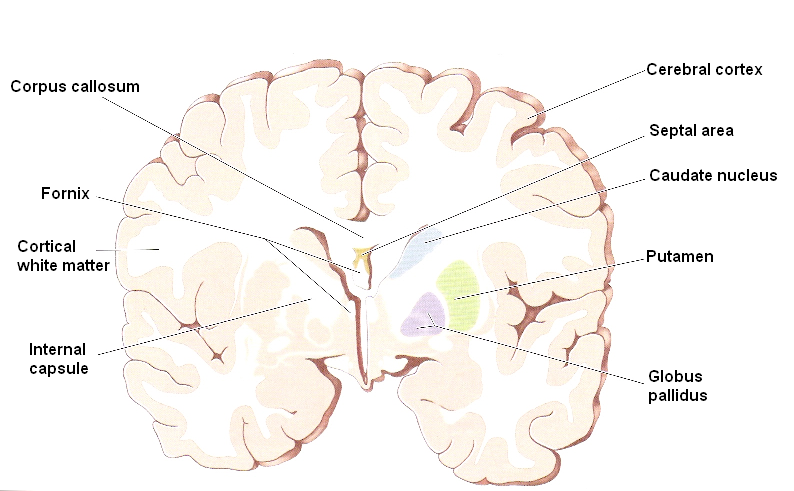 Corpus callosum
Fornix
Cortical
white matter
Internal
capsule
Cerebral cortex
Septal area
Caudate nucleus
Putamen
Globus
pallidus